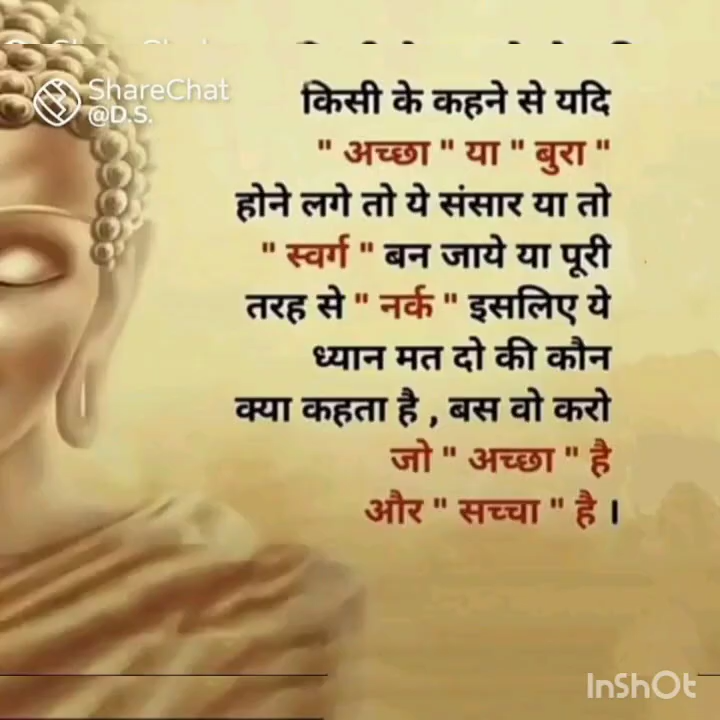 ShareChat
@D.S.
किसी के कहने से यदि
" अच्छा " या " बुरा "
होने लगे तो ये संसार या तो
" स्वर्ग " बन जाये या पूरी
तरह से " नर्क " इसलिए ये
ध्यान मत दो की कौन
क्या कहता है , बस वो करो
जो " अच्छा " है
और " सच्चा " है ।
InShOt